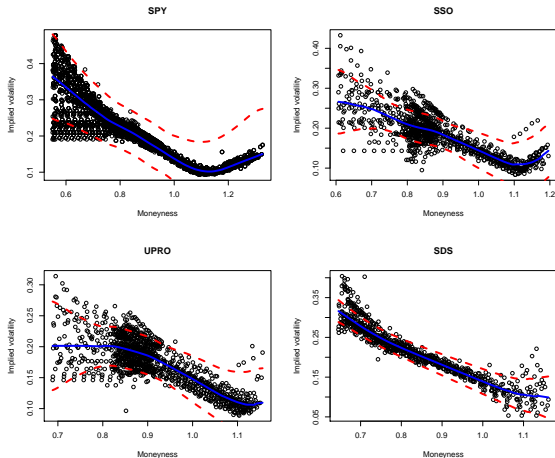 SPY
SSO
Implied volatility
0.1 0.2 0.3 0.4
0.6 0.8 1.0 1.2
Moneyness
Implied volatility
0.10 0.20 0.30 0.40
0.6 0.7 0.8 0.9 1.0 1.1 1.2
Moneyness
UPRO
SDS
Implied volatility
0.10 0.15 0.20 0.25 0.30
0.7 0.8 0.9 1.0 1.1
Moneyness
Implied volatility
0.05 0.15 0.25 0.35
0.7 0.8 0.9 1.0 1.1
Moneyness